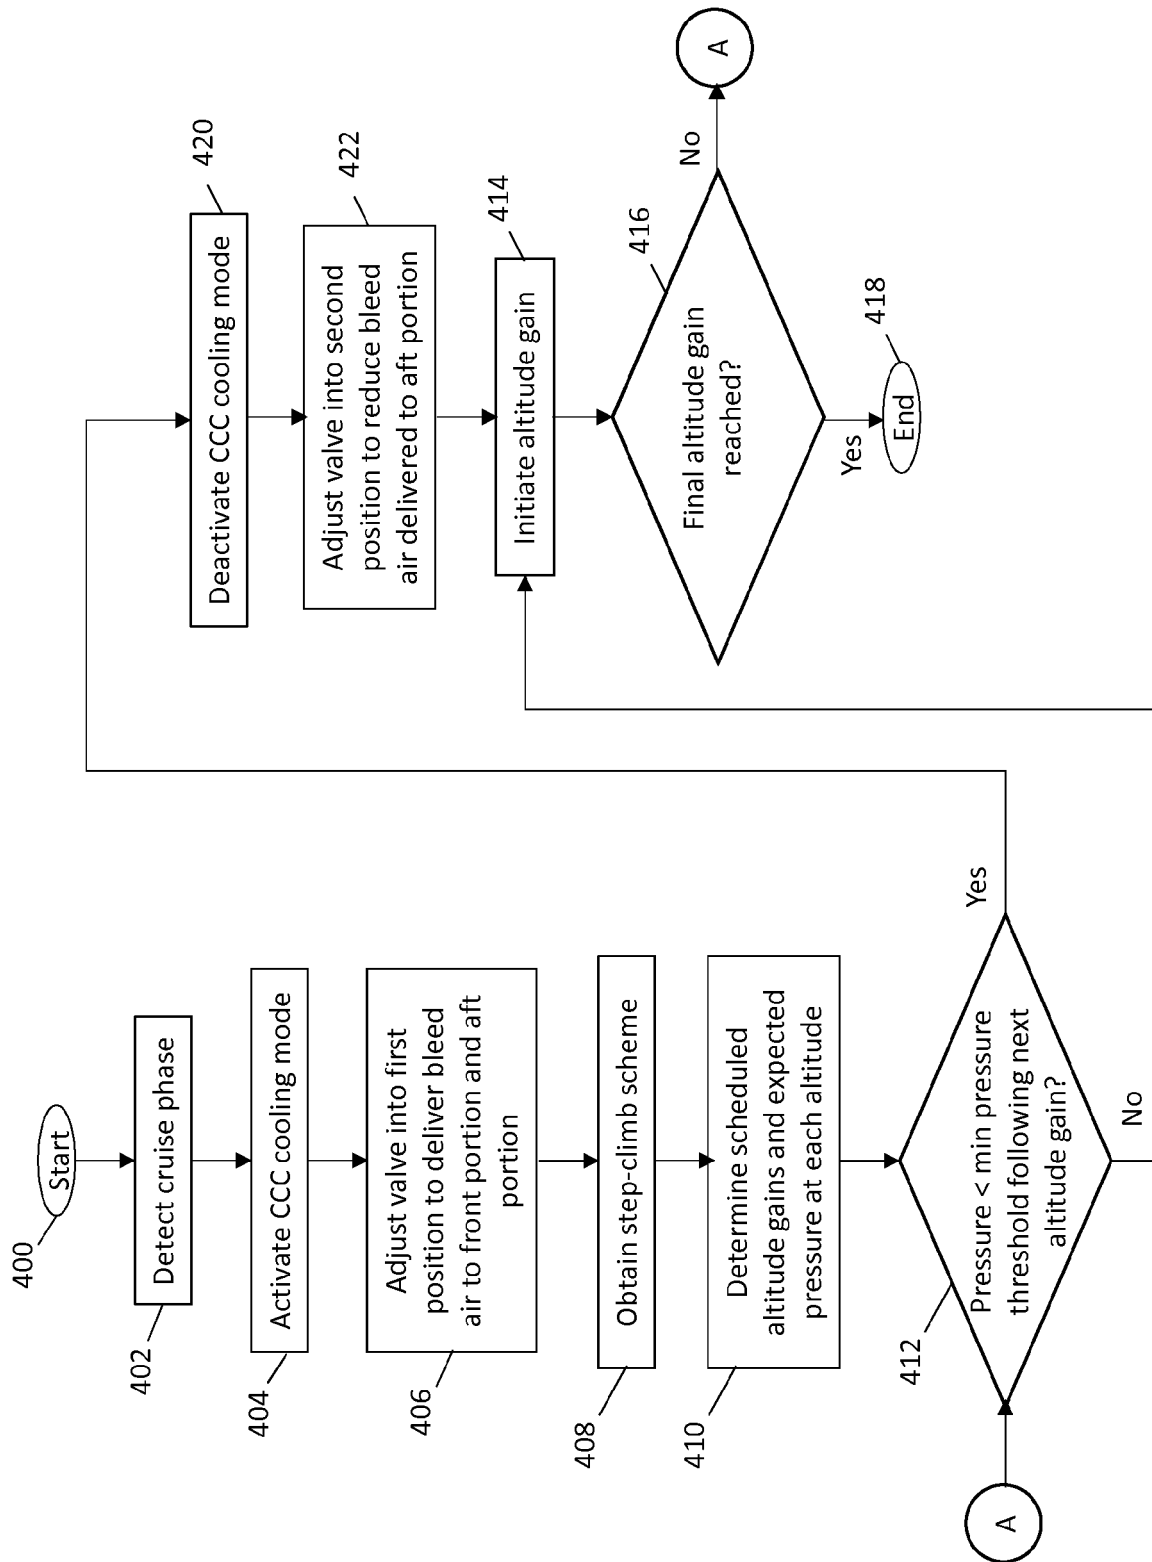 400
Start
402
Detect cruise phase
404
Activate CCC cooling mode
406
Adjust valve into first
position to deliver bleed
air to front portion and aft
portion
408
Obtain step-climb scheme
410
Determine scheduled
altitude gains and expected
pressure at each altitude
412
Pressure < min pressure
threshold following next
altitude gain?
A
Yes
No
420
Deactivate CCC cooling mode
422
Adjust valve into second
position to reduce bleed
air delivered to aft portion
414
Initiate altitude gain
416
Final altitude gain
reached?
No
A
Yes
418
End